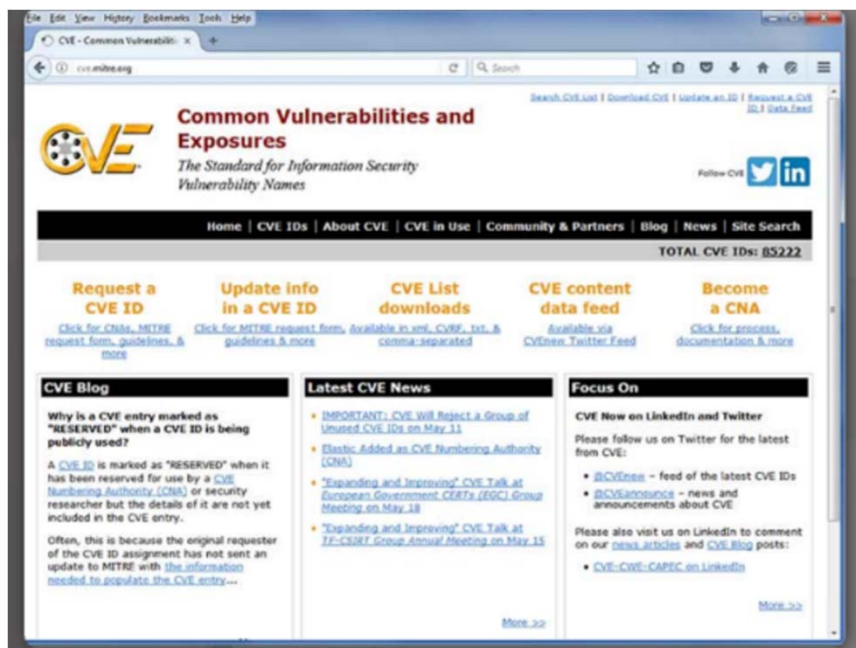 File Edit View History Bookmarks Tools Help
CVE - Common Vulnerabiliti
cve.mitre.org
Search
Search CVE List | Download CVE | Update an ID | Request a CVE
ID | Data Feed
CVE
Common Vulnerabilities and
Exposures
The Standard for Information Security
Vulnerability Names
Follow CVE
in
Home | CVE IDs | About CVE | CVE in Use | Community & Partners | Blog | News | Site Search
TOTAL CVE IDs: 85222
Request a
CVE ID
Click for CNAs, MITRE
request form, guidelines, &
more
Update info
in a CVE ID
Click for MITRE request form,
guidelines & more
CVE List
downloads
Available in xml, CVRF, txt, &
comma-separated
CVE content
data feed
Available via
CVEnew Twitter Feed
Become
a CNA
Click for process,
documentation & more
CVE Blog
Why is a CVE entry marked as
"RESERVED" when a CVE ID is being
publicly used?
A CVE ID is marked as "RESERVED" when it
has been reserved for use by a CVE
Numbering Authority (CNA) or security
researcher but the details of it are not yet
included in the CVE entry.
Often, this is because the original requester
of the CVE ID assignment has not sent an
update to MITRE with the information
needed to populate the CVE entry...
Latest CVE News
IMPORTANT: CVE Will Reject a Group of
Unused CVE IDs on May 11
Elastic Added as CVE Numbering Authority
(CNA)
"Expanding and Improving" CVE Talk at
European Government CERTs (EGC) Group
Meeting on May 18
"Expanding and Improving" CVE Talk at
TF-CSIRT Group Annual Meeting on May 15
More >>
Focus On
CVE Now on LinkedIn and Twitter
Please follow us on Twitter for the latest
from CVE:
@CVEnew – feed of the latest CVE IDs
@CVEannounce – news and
announcements about CVE
Please also visit us on LinkedIn to comment
on our news articles and CVE Blog posts:
CVE-CWE-CAPEC on LinkedIn
More >>